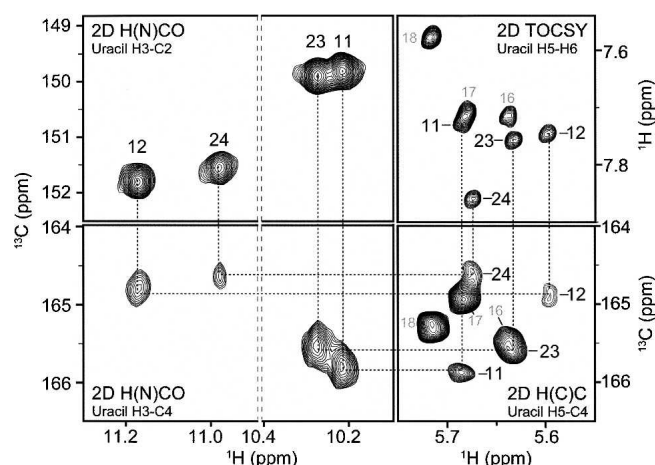 2D H(N)CO
Uracil H3-C2
2D TOCSY
Uracil H5-H6
149
150
151
152
164
165
166
¹³C (ppm)
12
24
23
11
18
17
16
11
23
12
24
7.6
7.8
¹H (ppm)
164
165
166
¹³C (ppm)
24
12
18
17
16
23
11
2D H(N)CO
Uracil H3-C4
2D H(C)C
Uracil H5-C4
11.2
11.0
10.4
10.2
5.7
5.6
¹H (ppm)
¹H (ppm)